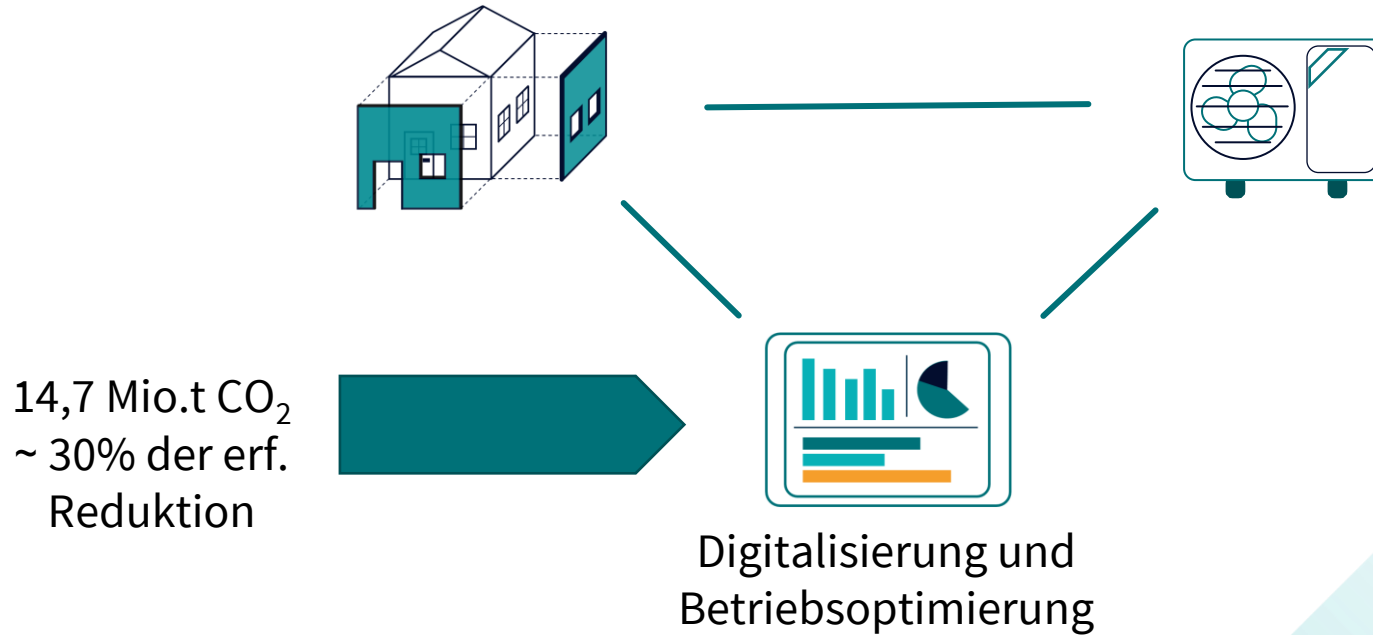 14,7 Mio.t CO₂
~ 30% der erf.
Reduktion
Digitalisierung und
Betriebsoptimierung